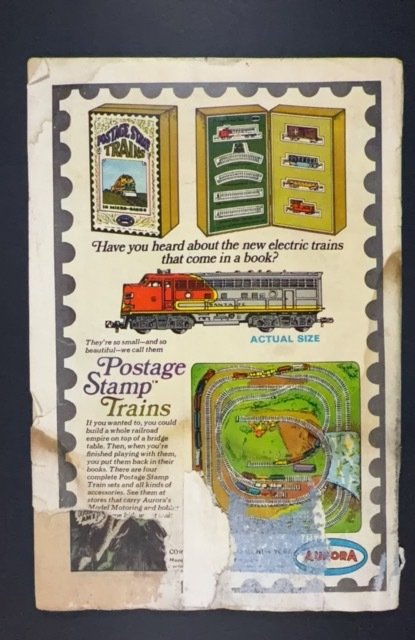 POSTAGE STAMP
TRAINS
Have you heard about the new electric trains
that come in a book?
SANTA FE
ACTUAL SIZE
They're so small—and so
beautiful—we call them
Postage
Stamp™
Trains
If you wanted to, you could
build a whole railroad
empire on top of a bridge
table. Then, when you're
finished playing with them,
you put them back in their
books. There are four
complete Postage Stamp
Train sets and all kinds of
accessories. See them at
stores that carry Aurora's
Model Motoring and hobby
AURORA